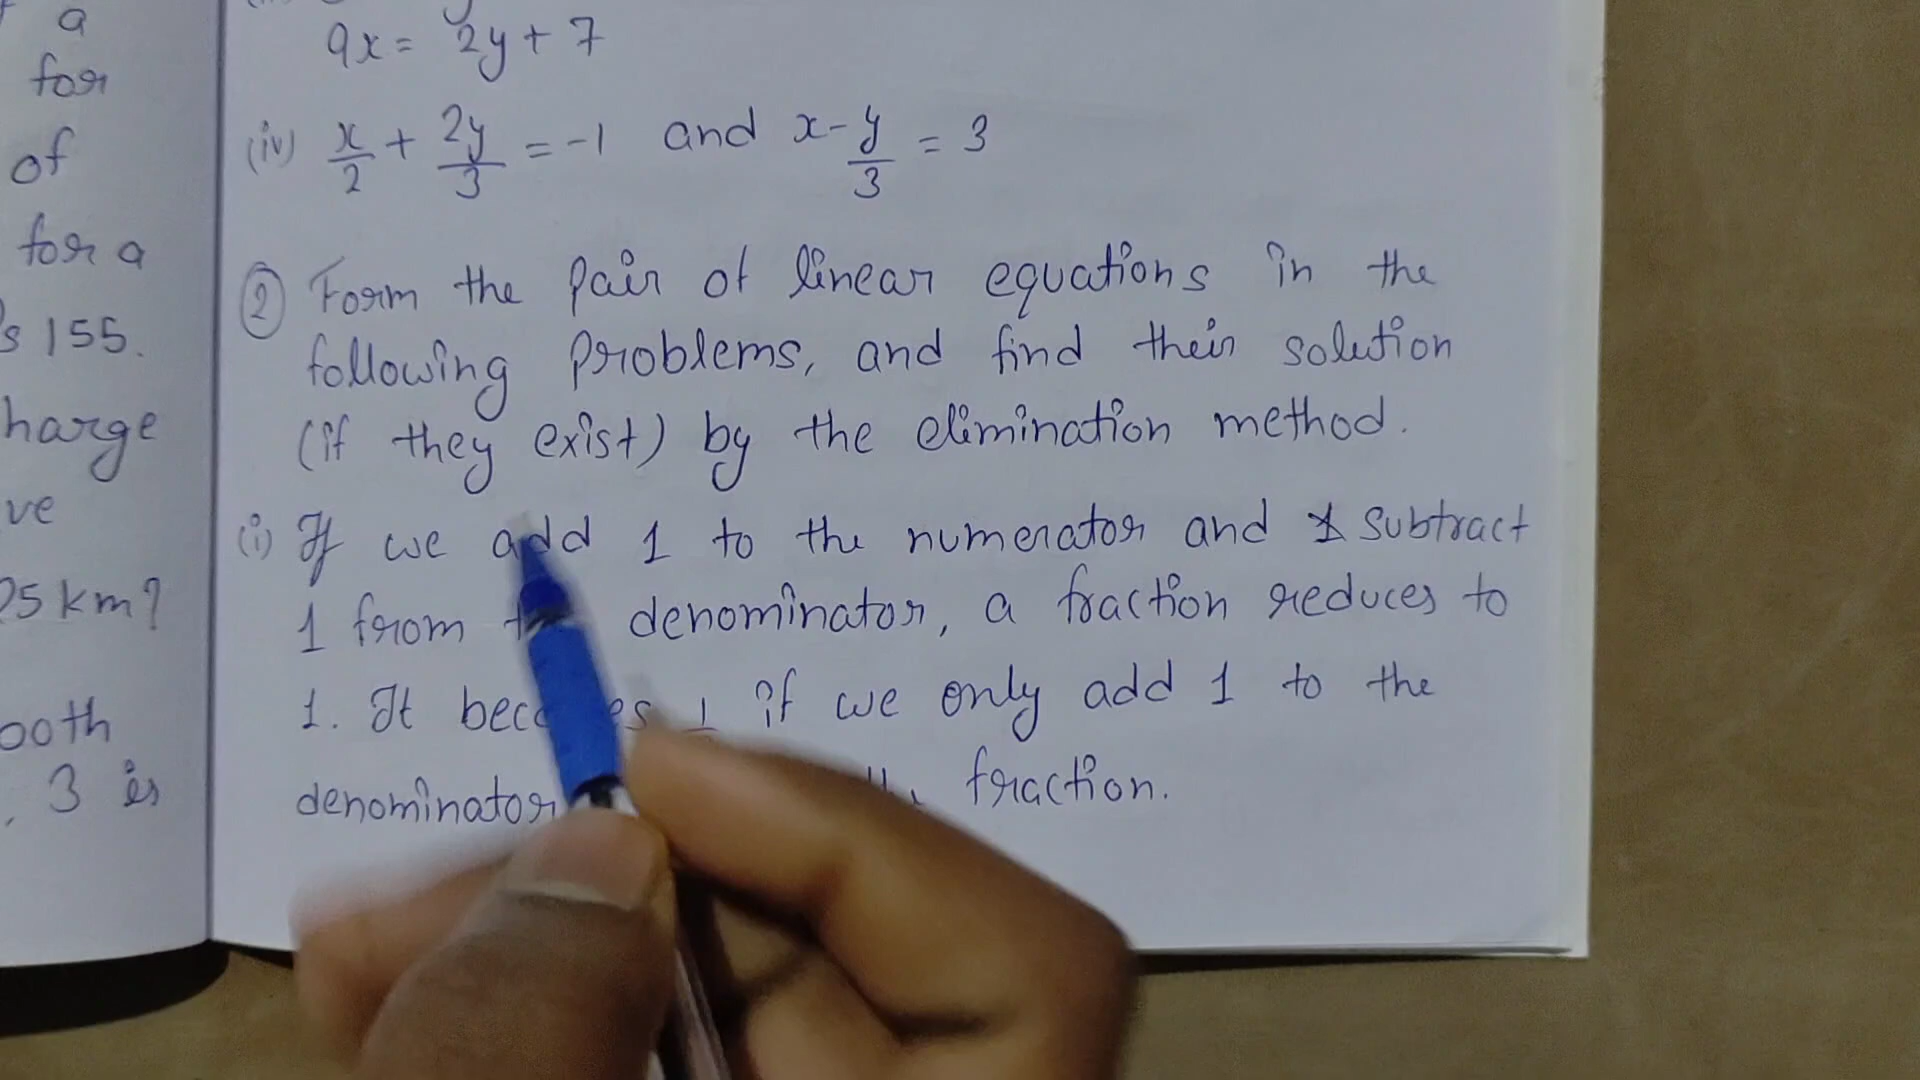 a
for
of
for a
s 155.
harge
ve
25 km?
ooth
. 3 is
9x = 2y + 7
(iv) x/2 + 2y/3 = -1 and x - y/3 = 3
② Form the pair of linear equations in the
following problems, and find their solution
(if they exist) by the elimination method.
(i) If we add 1 to the numerator and subtract
1 from denominator, a fraction reduces to
1. It if we only add 1 to the
denominator fraction.